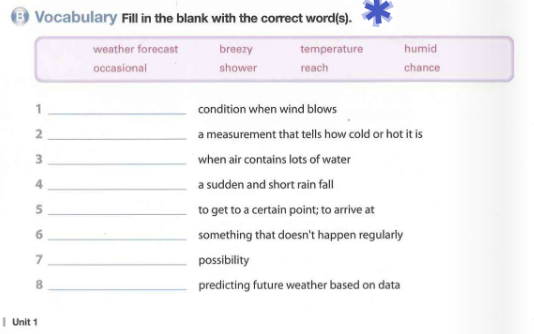 B Vocabulary Fill in the blank with the correct word(s).
weather forecast breezy temperature humid
occasional shower reach chance
1 ______________ condition when wind blows
2 ______________ a measurement that tells how cold or hot it is
3 ______________ when air contains lots of water
4 ______________ a sudden and short rain fall
5 ______________ to get to a certain point; to arrive at
6 ______________ something that doesn't happen regularly
7 ______________ possibility
8 ______________ predicting future weather based on data
| Unit 1